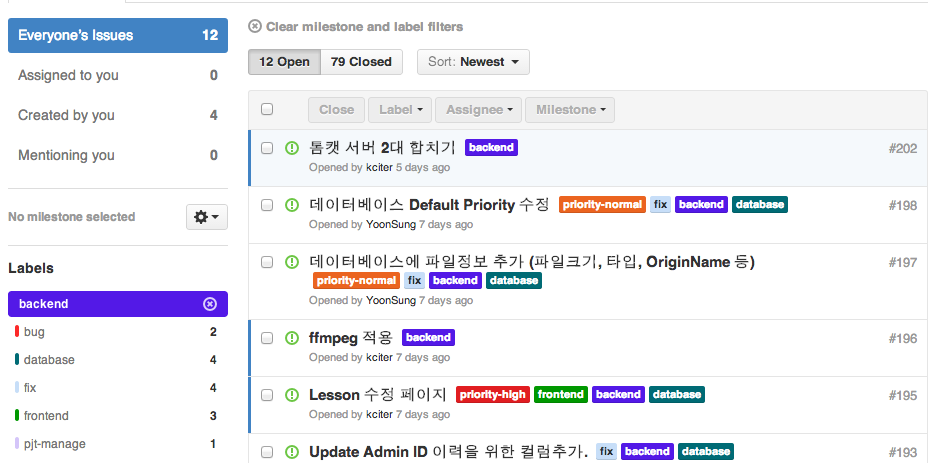 Everyone's Issues 12
Assigned to you 0
Created by you 4
Mentioning you 0
No milestone selected
Labels
backend
bug 2
database 4
fix 4
frontend 3
pjt-manage 1
Clear milestone and label filters
12 Open 79 Closed Sort: Newest
Close Label Assignee Milestone
톰캣 서버 2대 합치기 backend #202
Opened by kciter 5 days ago
데이터베이스 Default Priority 수정 priority-normal fix backend database #198
Opened by YoonSung 7 days ago
데이터베이스에 파일정보 추가 (파일크기, 타입, OriginName 등) #197
priority-normal fix backend database
Opened by YoonSung 7 days ago
ffmpeg 적용 backend #196
Opened by kciter 7 days ago
Lesson 수정 페이지 priority-high frontend backend database #195
Opened by kciter 7 days ago
Update Admin ID 이력을 위한 컬럼추가. fix backend database #193